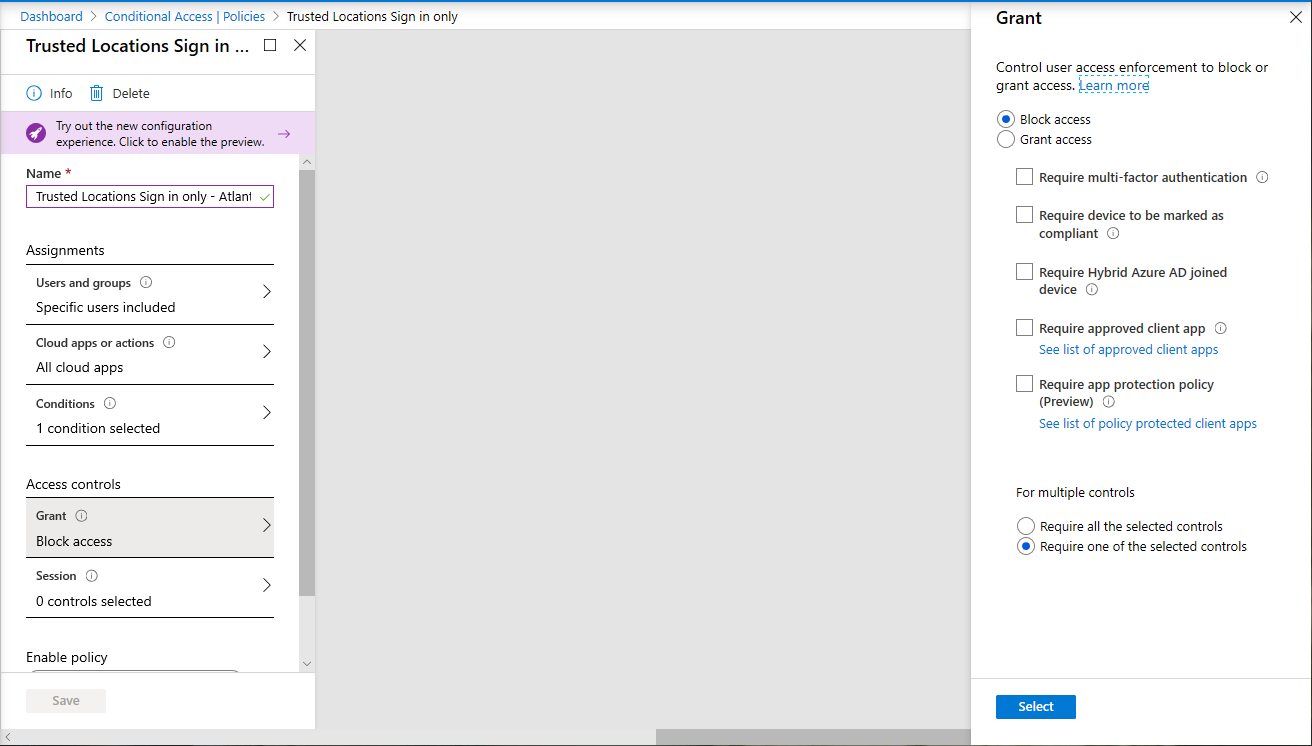 Dashboard > Conditional Access | Policies > Trusted Locations Sign in only
Trusted Locations Sign in ...
Info Delete
Try out the new configuration
experience. Click to enable the preview.
Name *
Trusted Locations Sign in only - Atlant
Assignments
Users and groups
Specific users included
Cloud apps or actions
All cloud apps
Conditions
1 condition selected
Access controls
Grant
Block access
Session
0 controls selected
Enable policy
Save
Grant
Control user access enforcement to block or
grant access. Learn more
Block access
Grant access
Require multi-factor authentication
Require device to be marked as
compliant
Require Hybrid Azure AD joined
device
Require approved client app
See list of approved client apps
Require app protection policy
(Preview)
See list of policy protected client apps
For multiple controls
Require all the selected controls
Require one of the selected controls
Select